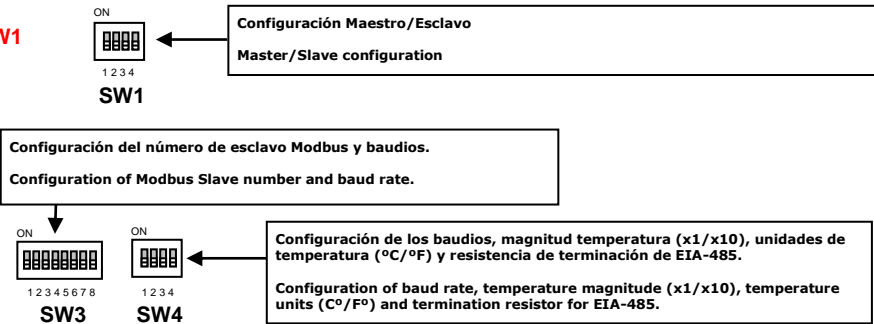 ON
Configuración Maestro/Esclavo
W1
Master/Slave configuration
1 2 3 4
SW1
Configuración del número de esclavo Modbus y baudios.
Configuration of Modbus Slave number and baud rate.
ON
ON
Configuración de los baudios, magnitud temperatura (x1/x10), unidades de
temperatura (ºC/ºF) y resistencia de terminación de EIA-485.
Configuration of baud rate, temperature magnitude (x1/x10), temperature
units (Cº/Fº) and termination resistor for EIA-485.
1 2 3 4 5 6 7 8
1 2 3 4
SW3
SW4